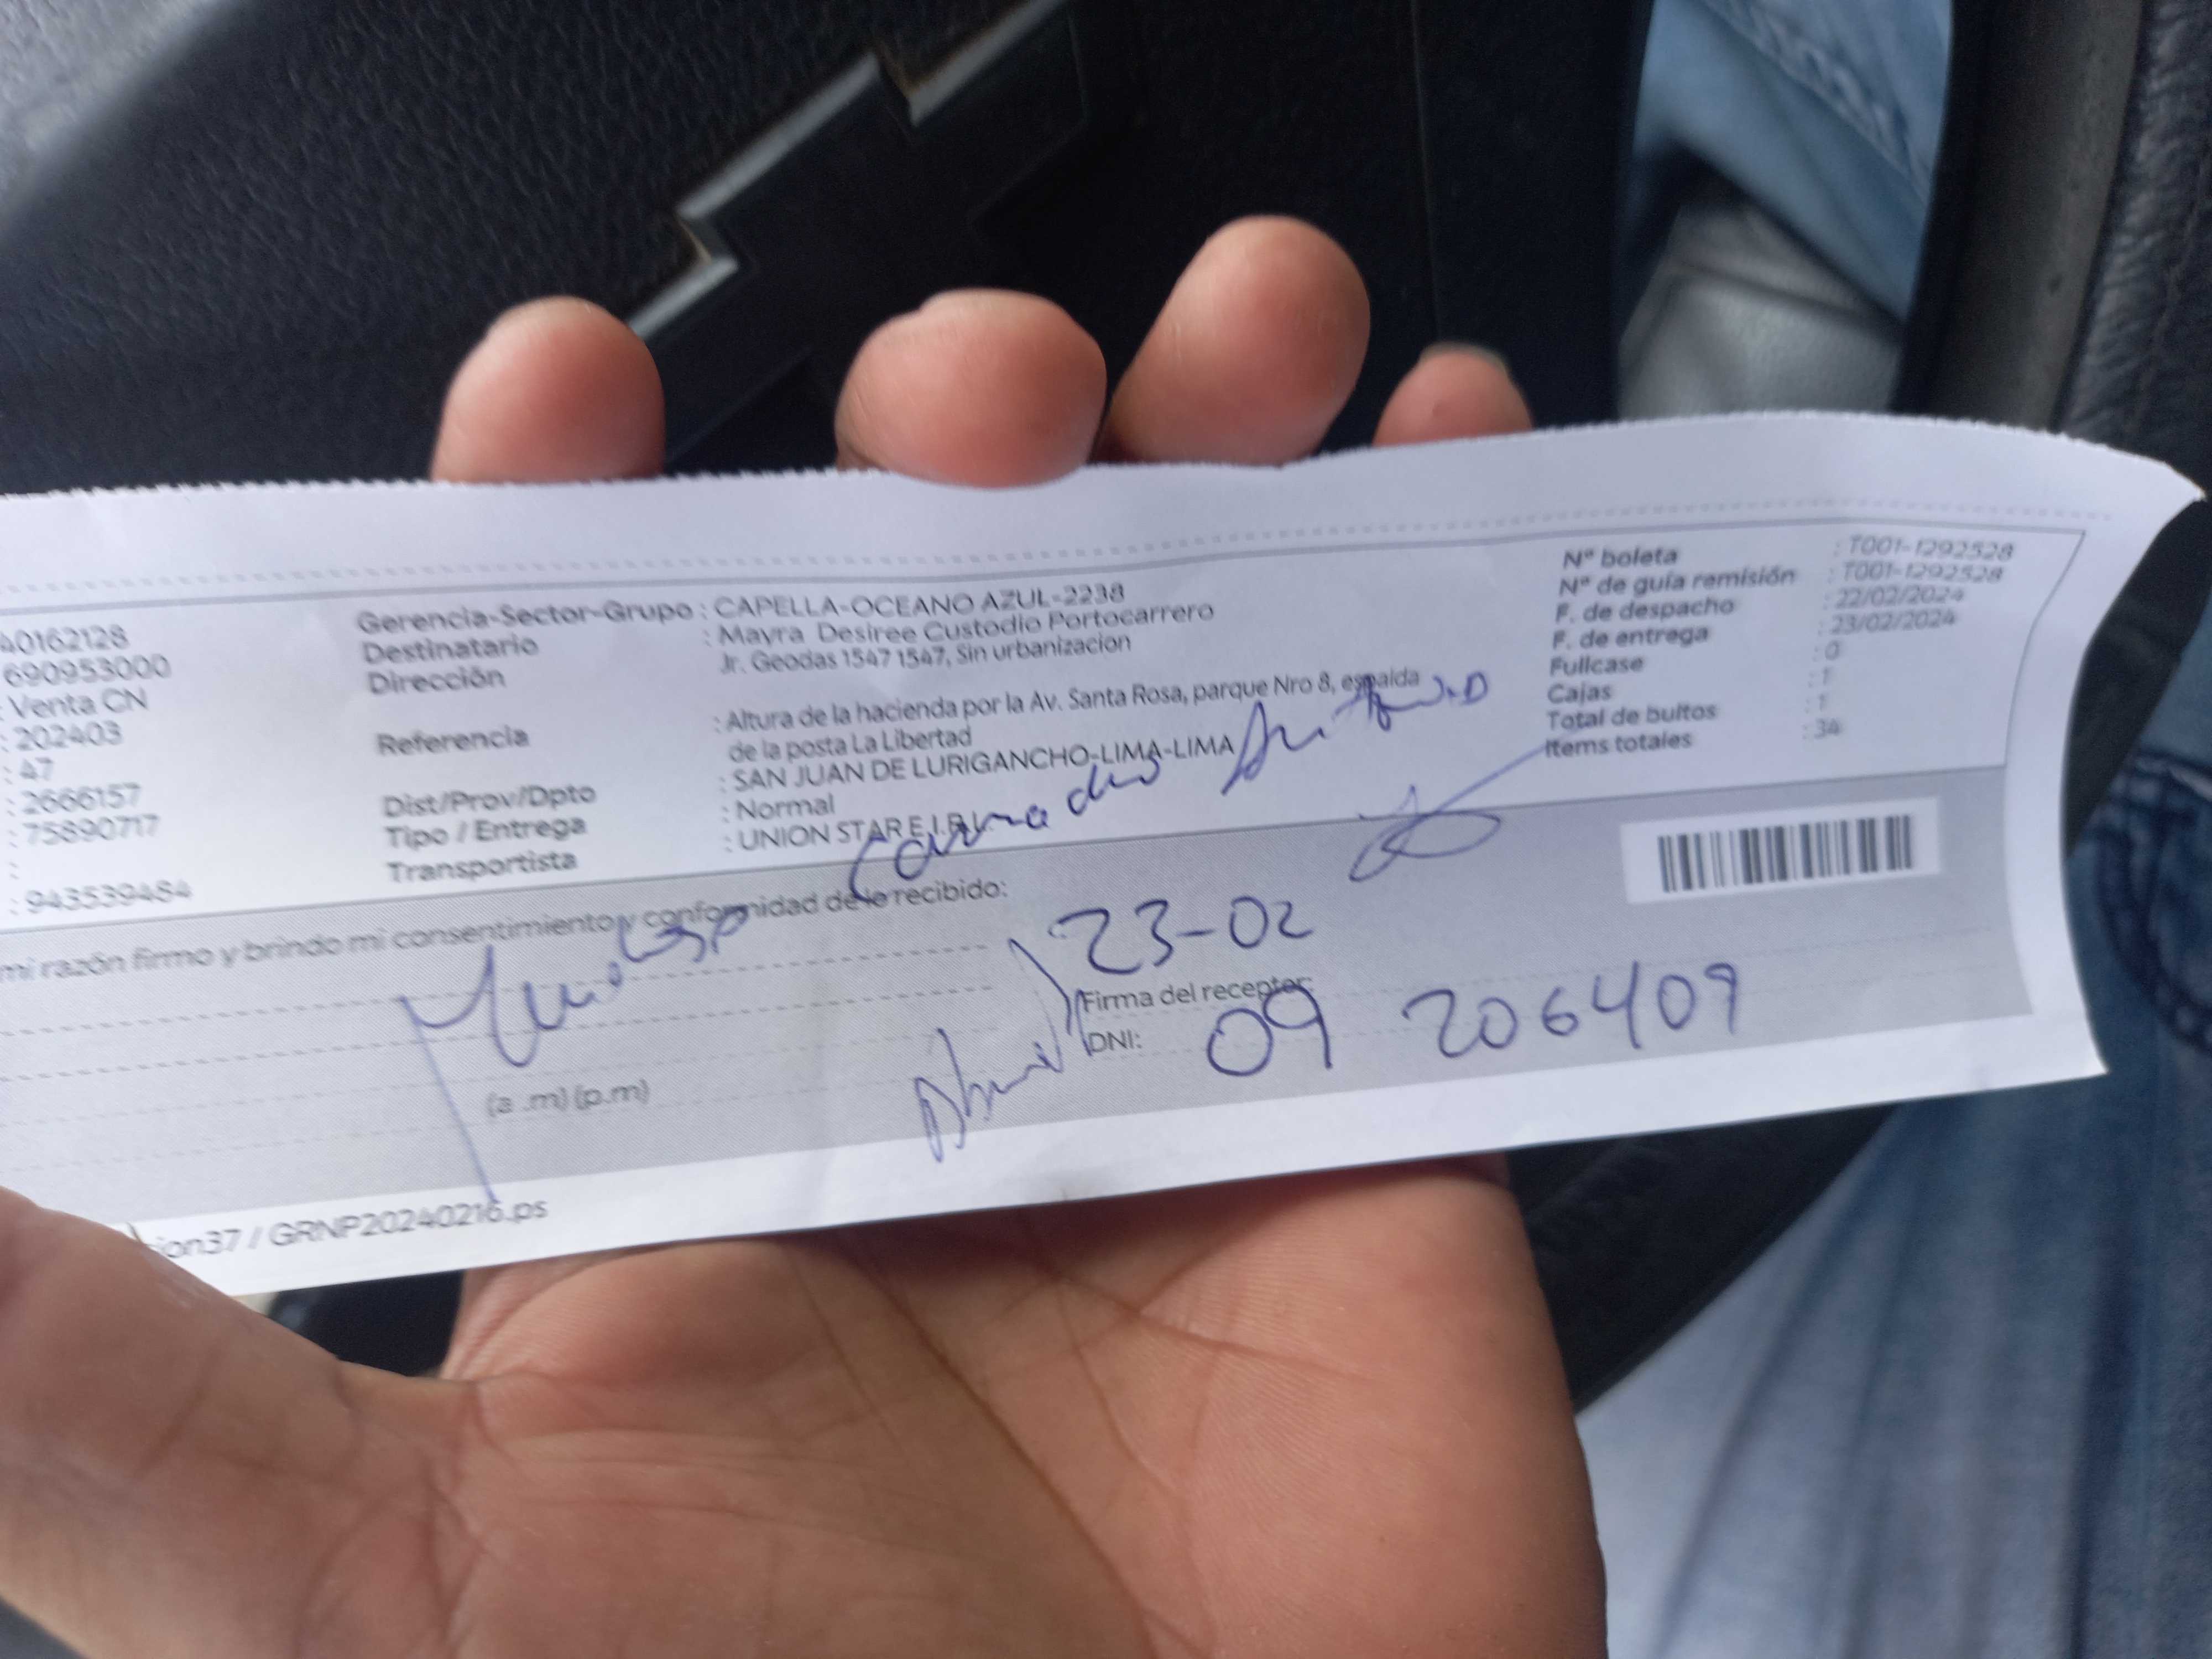 40162128
690953000
: Venta CN
: 202403
: 47
: 2666157
: 75890717
:
: 943539484
Gerencia-Sector-Grupo : CAPELLA-OCEANO AZUL-2238
Destinatario : Mayra Desiree Custodio Portocarrero
Dirección Jr. Geodas 1547 1547, Sin urbanizacion
Referencia : Altura de la hacienda por la Av. Santa Rosa, parque Nro 8, espalda
de la posta La Libertad
Dist/Prov/Dpto : SAN JUAN DE LURIGANCHO-LIMA-LIMA
Tipo / Entrega : Normal
Transportista : UNION STAR E.I.R.L.
N° boleta : T001-1292528
N° de guía remisión : T001-1292528
F. de despacho : 22/02/2024
F. de entrega : 23/02/2024
Fullcase : 0
Cajas : 1
Total de bultos : 1
Items totales : 34
mi razón firmo y brindo mi consentimiento y conformidad de lo recibido:
23-02
Firma del receptor:
DNI: 09 206409
(a .m) (p.m)
ion37 / GRNP20240216.ps